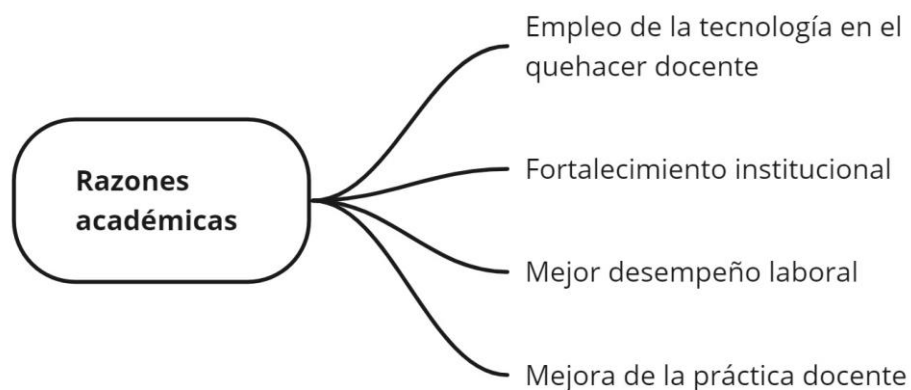 Empleo de la tecnología en el
quehacer docente
Razones
académicas
Fortalecimiento institucional
Mejor desempeño laboral
Mejora de la práctica docente